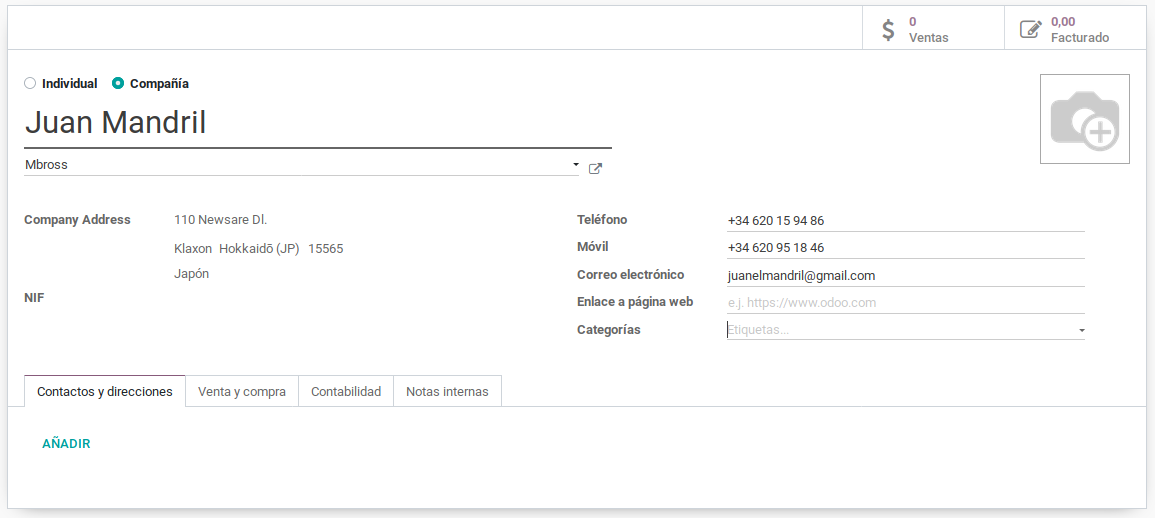 0
Ventas
0,00
Facturado
Individual Compañía
Juan Mandril
Mbross
Company Address
110 Newsare Dl.
Klaxon Hokkaidō (JP) 15565
Japón
NIF
Teléfono +34 620 15 94 86
Móvil +34 620 95 18 46
Correo electrónico juanelmandril@gmail.com
Enlace a página web e.j. https://www.odoo.com
Categorías Etiquetas...
Contactos y direcciones Venta y compra Contabilidad Notas internas
AÑADIR